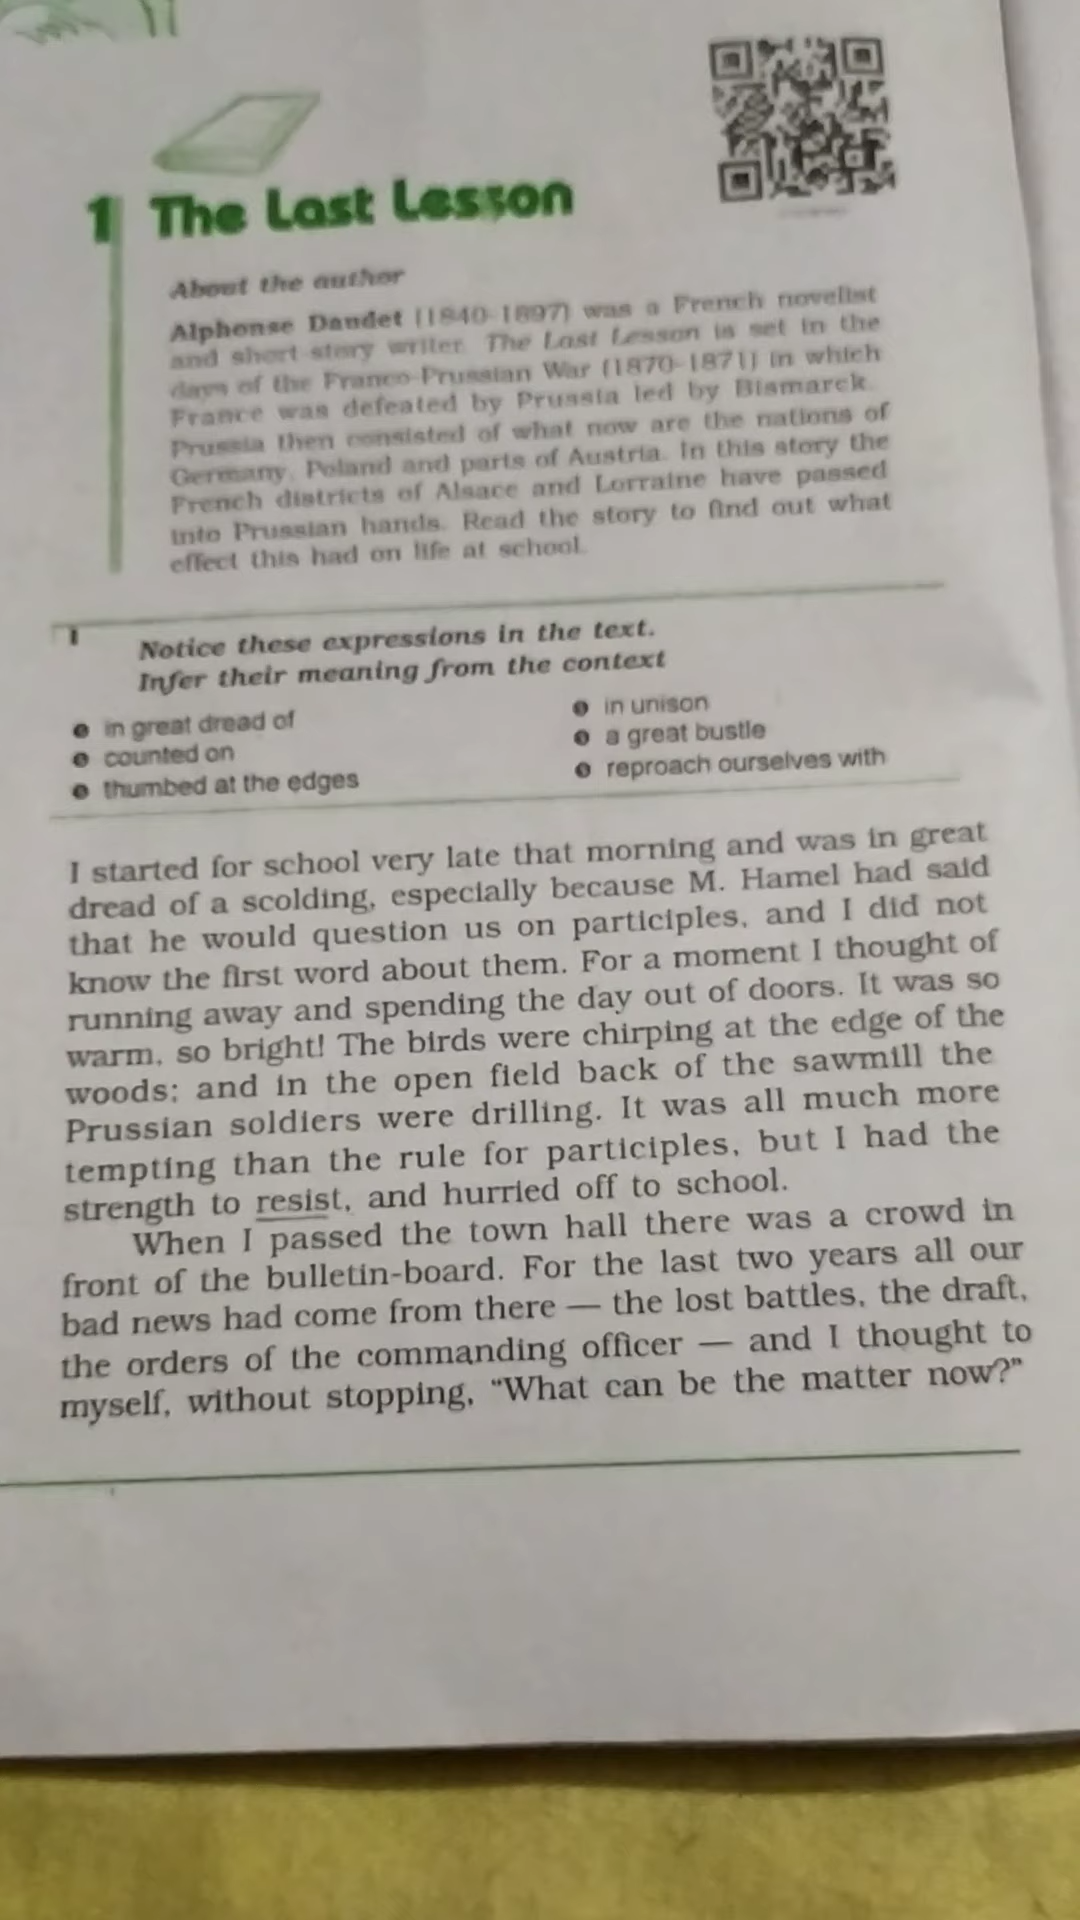 1 The Last Lesson
About the author
Alphonse Daudet (1840-1897) was a French novelist
and short-story writer. The Last Lesson is set in the
days of the Franco-Prussian War (1870-1871) in which
France was defeated by Prussia led by Bismarck.
Prussia then consisted of what now are the nations of
Germany, Poland and parts of Austria. In this story the
French districts of Alsace and Lorraine have passed
into Prussian hands. Read the story to find out what
effect this had on life at school.
Notice these expressions in the text.
Infer their meaning from the context
in great dread of
counted on
thumbed at the edges
in unison
a great bustle
reproach ourselves with
I started for school very late that morning and was in great
dread of a scolding, especially because M. Hamel had said
that he would question us on participles, and I did not
know the first word about them. For a moment I thought of
running away and spending the day out of doors. It was so
warm, so bright! The birds were chirping at the edge of the
woods; and in the open field back of the sawmill the
Prussian soldiers were drilling. It was all much more
tempting than the rule for participles, but I had the
strength to resist, and hurried off to school.
When I passed the town hall there was a crowd in
front of the bulletin-board. For the last two years all our
bad news had come from there — the lost battles, the draft,
the orders of the commanding officer — and I thought to
myself, without stopping, “What can be the matter now?”